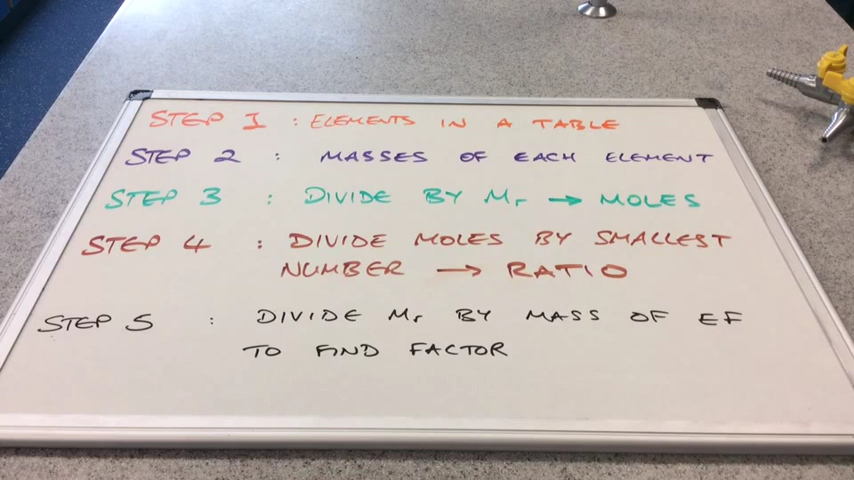 STEP 1 : ELEMENTS IN A TABLE
STEP 2 : MASSES OF EACH ELEMENT
STEP 3 : DIVIDE BY Mr → MOLES
STEP 4 : DIVIDE MOLES BY SMALLEST
NUMBER → RATIO
STEP 5 : DIVIDE Mr BY MASS OF EF
TO FIND FACTOR